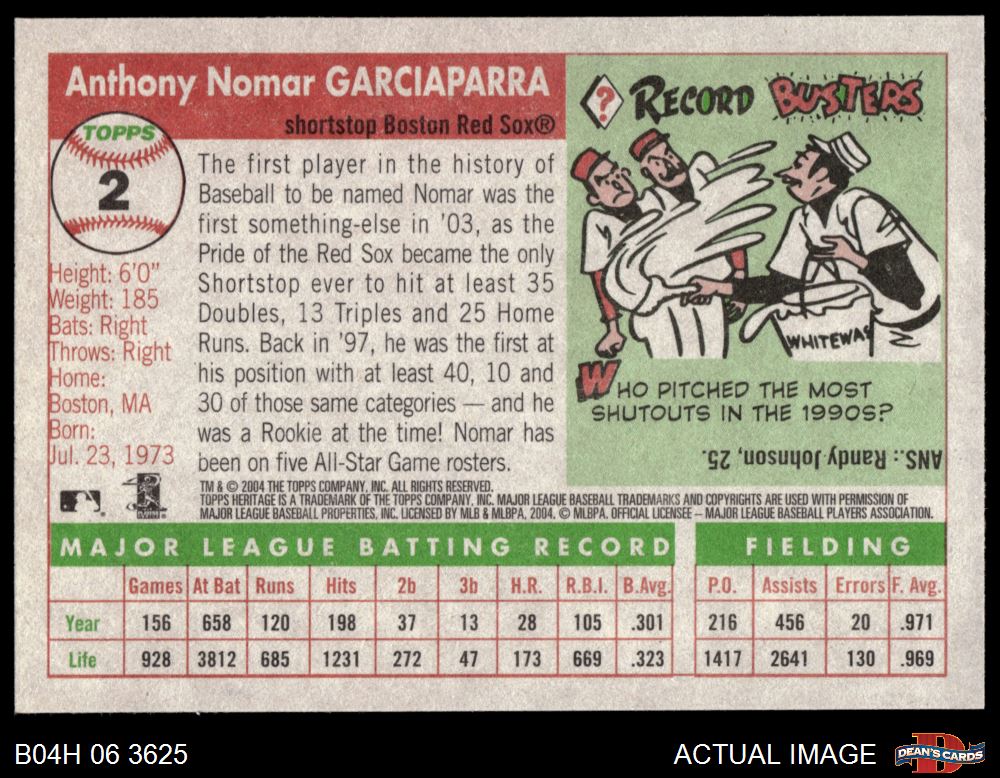 Anthony Nomar GARCIAPARRA
shortstop Boston Red Sox®
TOPPS
2
Height: 6'0"
Weight: 185
Bats: Right
Throws: Right
Home:
Boston, MA
Born:
Jul. 23, 1973
The first player in the history of
Baseball to be named Nomar was the
first something-else in '03, as the
Pride of the Red Sox became the only
Shortstop ever to hit at least 35
Doubles, 13 Triples and 25 Home
Runs. Back in '97, he was the first at
his position with at least 40, 10 and
30 of those same categories — and he
was a Rookie at the time! Nomar has
been on five All-Star Game rosters.
? RECORD BUSTERS
WHITEWAS
WHO PITCHED THE MOST
SHUTOUTS IN THE 1990S?
ANS.: Randy Johnson, 25.
TM & © 2004 THE TOPPS COMPANY, INC. ALL RIGHTS RESERVED.
TOPPS HERITAGE IS A TRADEMARK OF THE TOPPS COMPANY, INC. MAJOR LEAGUE BASEBALL TRADEMARKS AND COPYRIGHTS ARE USED WITH PERMISSION OF
MAJOR LEAGUE BASEBALL PROPERTIES, INC. LICENSED BY MLB & MLBPA, 2004. © MLBPA. OFFICIAL LICENSEE – MAJOR LEAGUE BASEBALL PLAYERS ASSOCIATION.
MAJOR LEAGUE BATTING RECORD FIELDING
Games At Bat Runs Hits 2b 3b H.R. R.B.I. B.Avg. P.O. Assists Errors F. Avg.
Year 156 658 120 198 37 13 28 105 .301 216 456 20 .971
Life 928 3812 685 1231 272 47 173 669 .323 1417 2641 130 .969
B04H 06 3625
ACTUAL IMAGE
DEAN'S CARDS